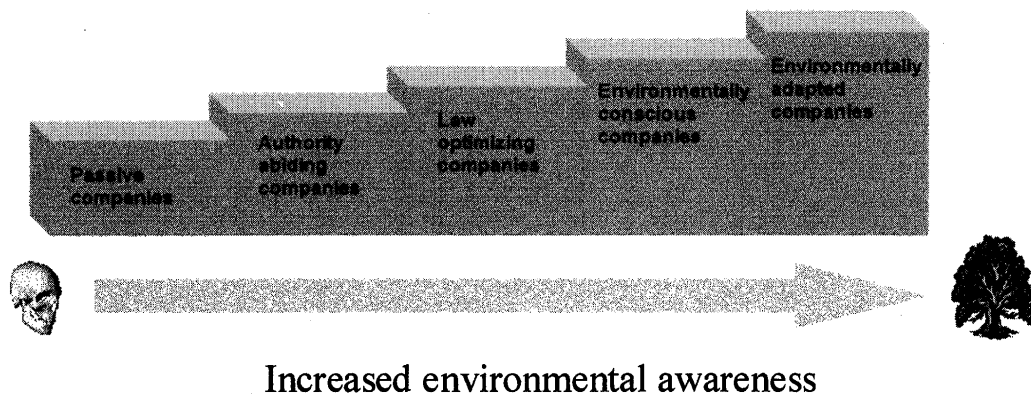 Passive
companies
Authority
abiding
companies
Law
optimizing
companies
Environmentally
conscious
companies
Environmentally
adapted
companies
Increased environmental awareness